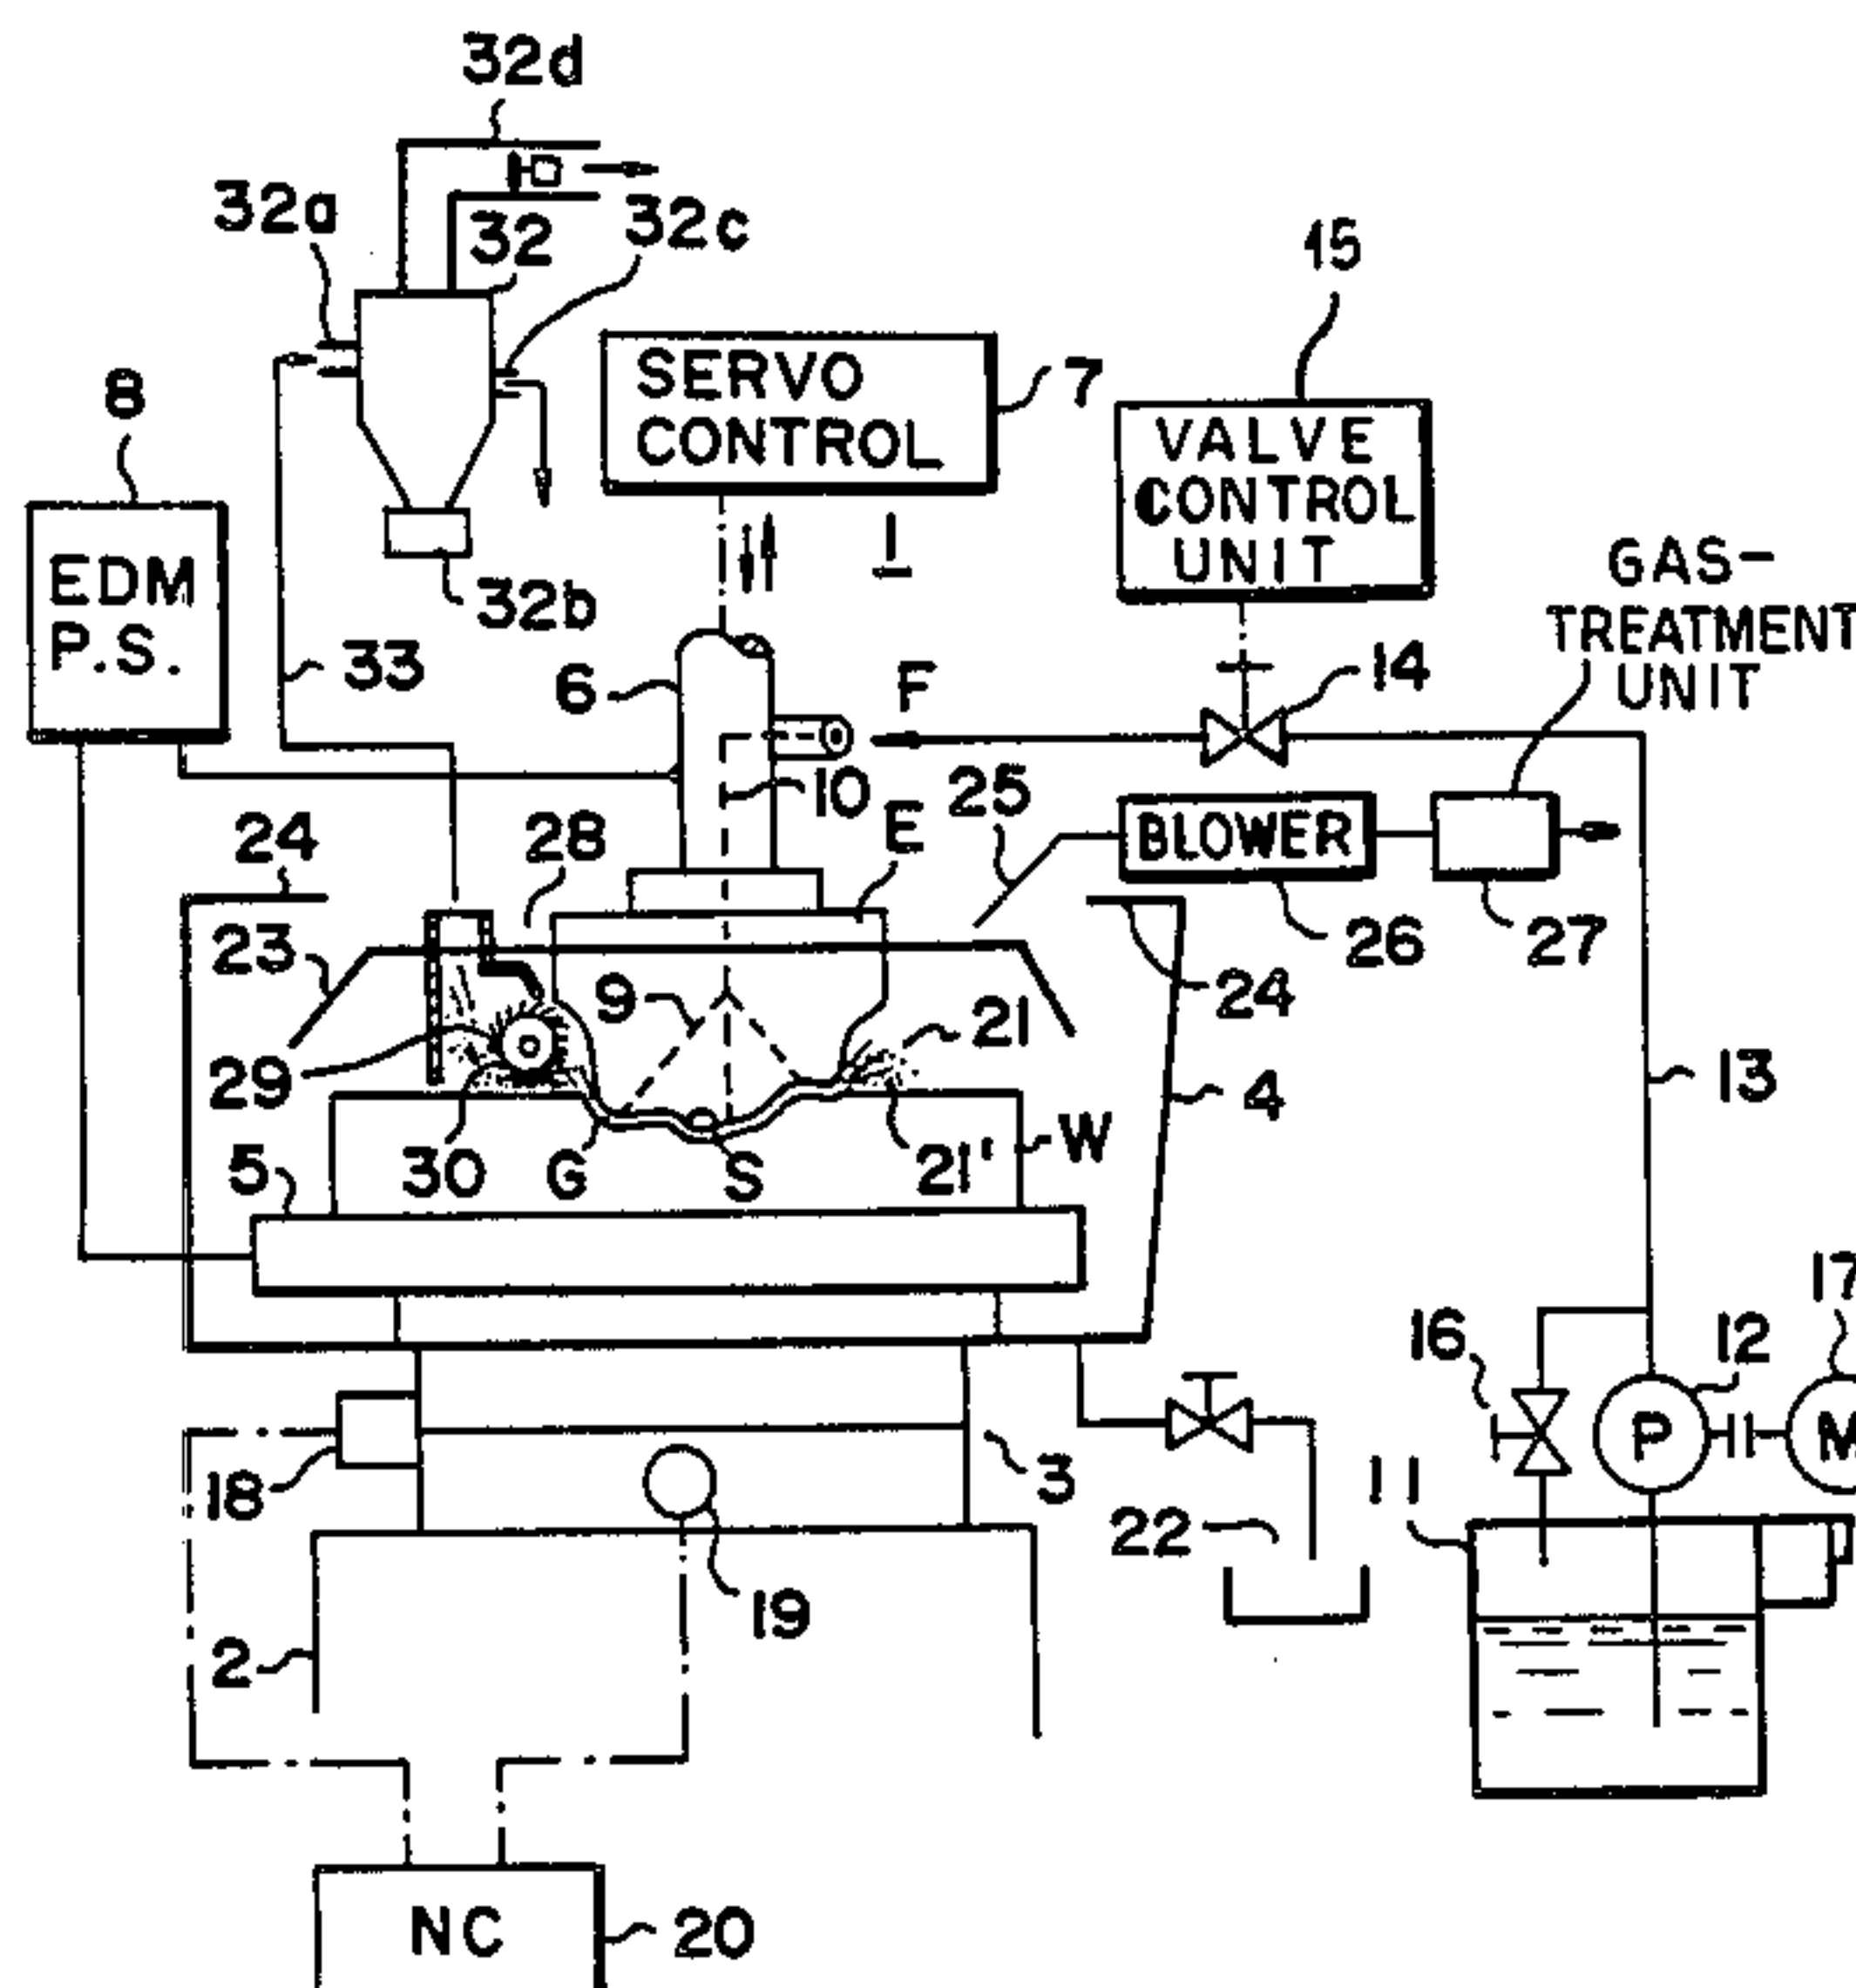 32d
32a
32
32c
15
8
SERVO
CONTROL
7
VALVE
CONTROL
UNIT
EDM
P.S.
32b
GAS-
TREATMENT
UNIT
33
6
F
14
10
25
24
28
E
BLOWER
23
26
27
9
24
21
29
4
13
30
G
S
21'
W
5
16
12
17
P
M
18
3
11
22
19
2
NC
20